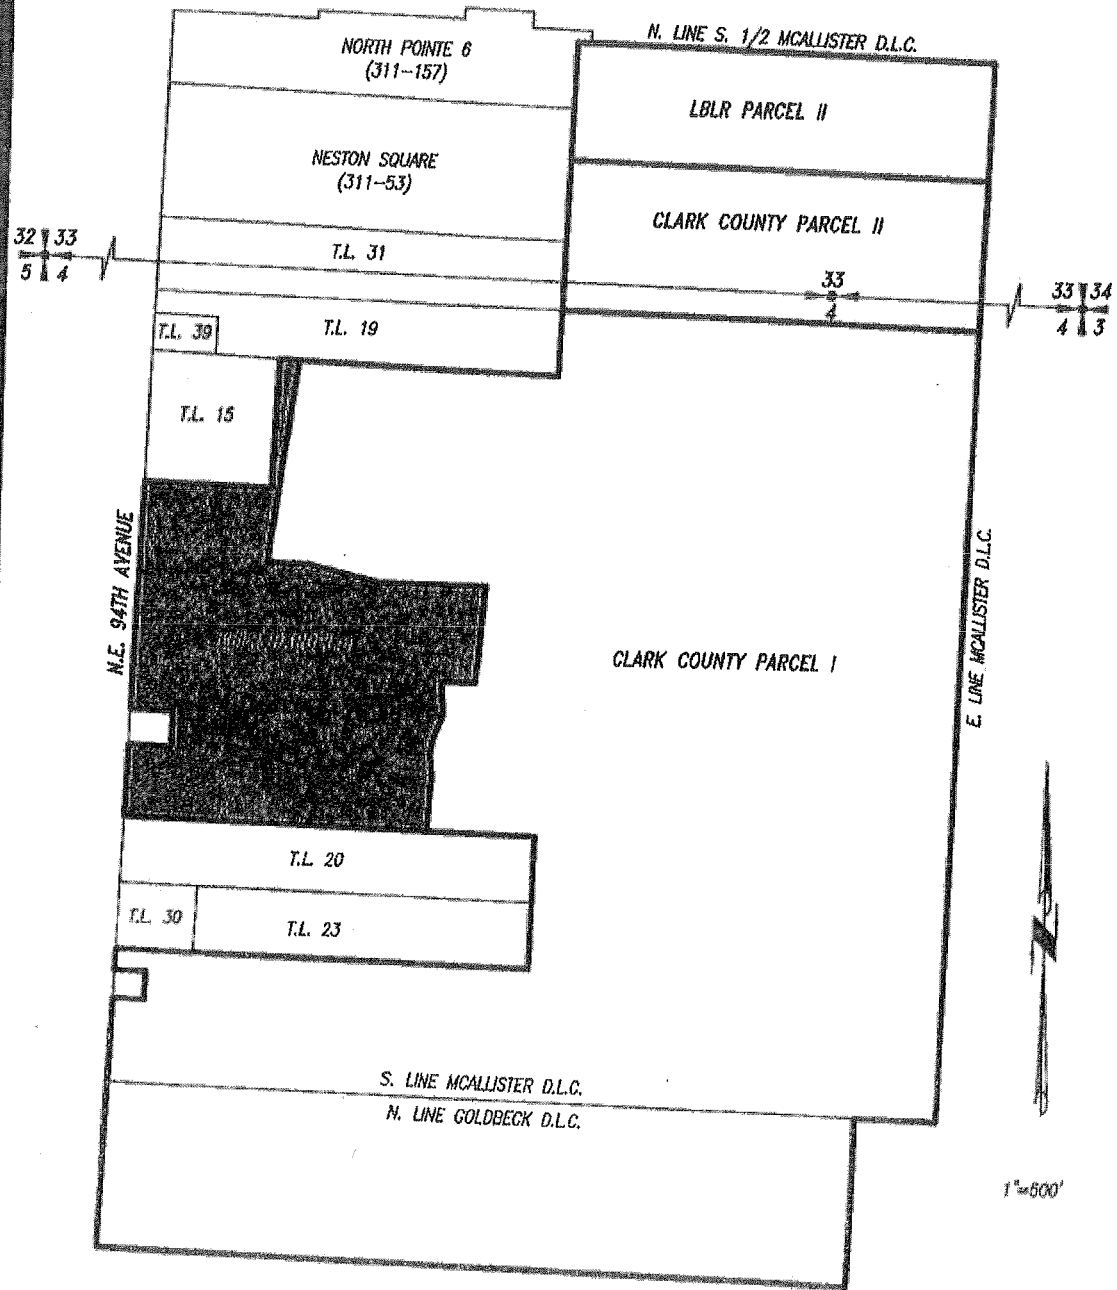 N. LINE S. 1/2 MCALLISTER D.L.C.
NORTH POINTE 6
(311-157)
LBLR PARCEL II
NESTON SQUARE
(311-53)
CLARK COUNTY PARCEL II
32 33
5 4
T.L. 31
33
4
33 34
4 3
T.L. 39
T.L. 19
T.L. 15
N.E. 94TH AVENUE
CLARK COUNTY PARCEL I
E. LINE MCALLISTER D.L.C.
T.L. 20
T.L. 30
T.L. 23
S. LINE MCALLISTER D.L.C.
N. LINE GOLDBECK D.L.C.
1"=500'